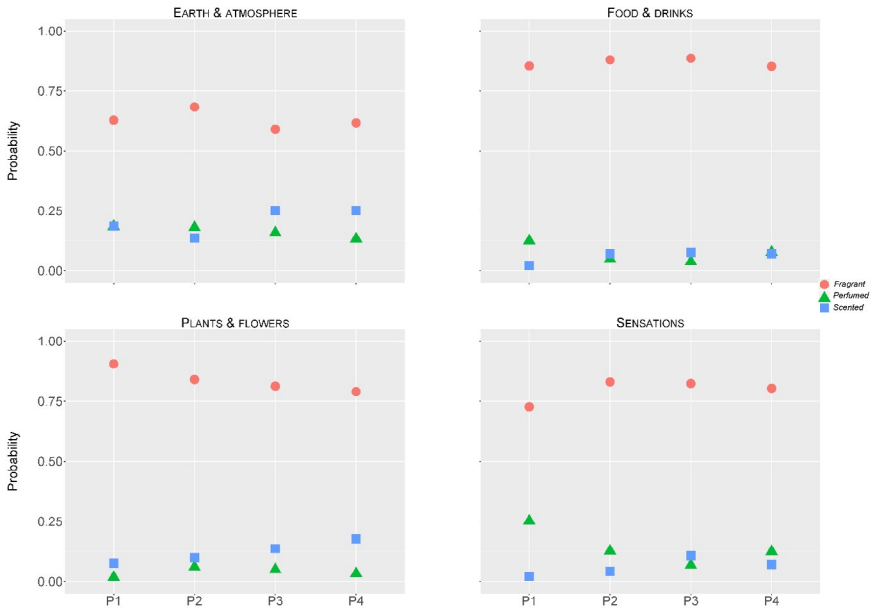 EARTH & ATMOSPHERE
FOOD & DRINKS
1.00
0.75
0.50
0.25
0.00
Probability
Fragrant
Perfumed
Scented
PLANTS & FLOWERS
SENSATIONS
1.00
0.75
0.50
0.25
0.00
Probability
P1 P2 P3 P4
P1 P2 P3 P4